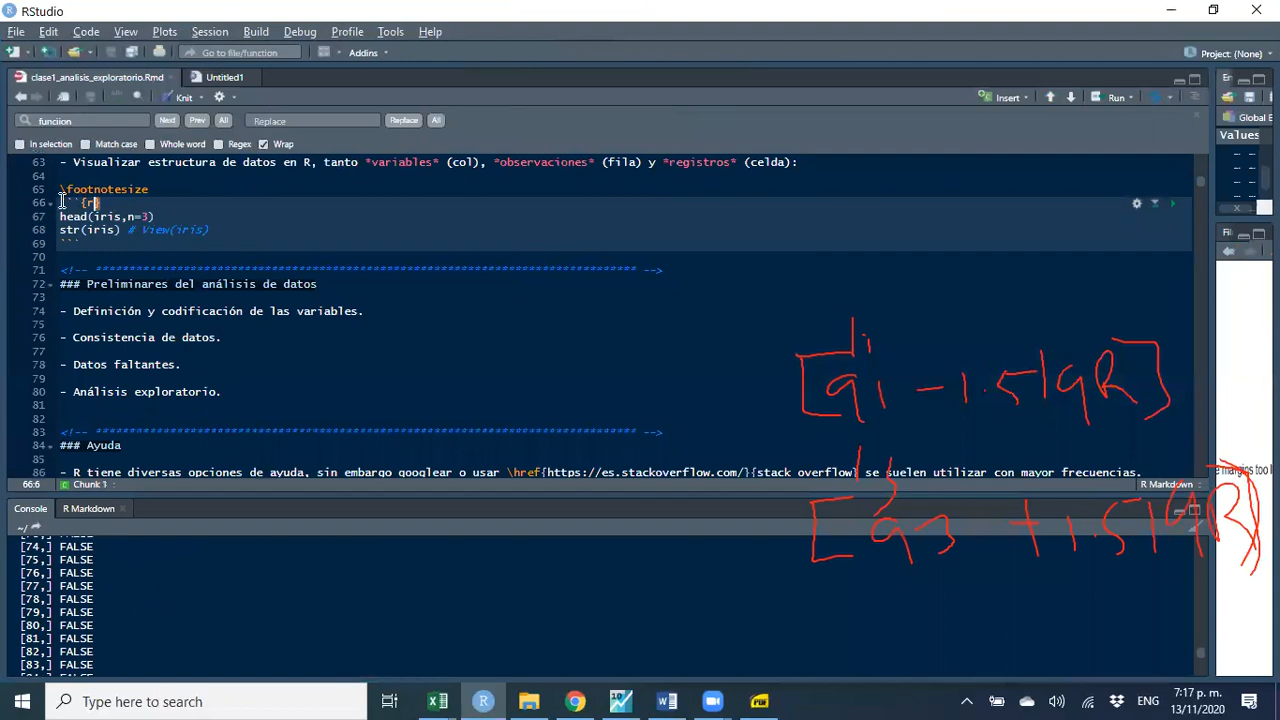 RStudio
File Edit Code View Plots Session Build Debug Profile Tools Help
Go to file/function Addins Project: (None)
clase1_analisis_exploratorio.Rmd Untitled1
Knit Insert Run
funciion Next Prev All Replace Replace All
In selection Match case Whole word Regex Wrap
63 - Visualizar estructura de datos en R, tanto *variables* (col), *observaciones* (fila) y *registros* (celda):
64
65 \footnotesize
66 ```{r}
67 head(iris,n=3)
68 str(iris) # View(iris)
69 ```
70
71 <!-- ******************************************************************************** -->
72 ### Preliminares del análisis de datos
73
74 - Definición y codificación de las variables.
75
76 - Consistencia de datos.
77
78 - Datos faltantes.
79
80 - Análisis exploratorio.
81
82
83 <!-- ******************************************************************************** -->
84 ### Ayuda
85
86 - R tiene diversas opciones de ayuda, sin embargo googlear o usar \href{https://es.stackoverflow.com/}{stack overflow} se suelen utilizar con mayor frecuencias.
66:6 Chunk 1 R Markdown
Global E
Values
Fil
e margins too l
li
[q1 - 1.5IQR]
ls
[q3 + 1.5IQR]
Console R Markdown
~/
[74,] FALSE
[75,] FALSE
[76,] FALSE
[77,] FALSE
[78,] FALSE
[79,] FALSE
[80,] FALSE
[81,] FALSE
[82,] FALSE
[83,] FALSE
Type here to search
ENG
7:17 p. m.
13/11/2020